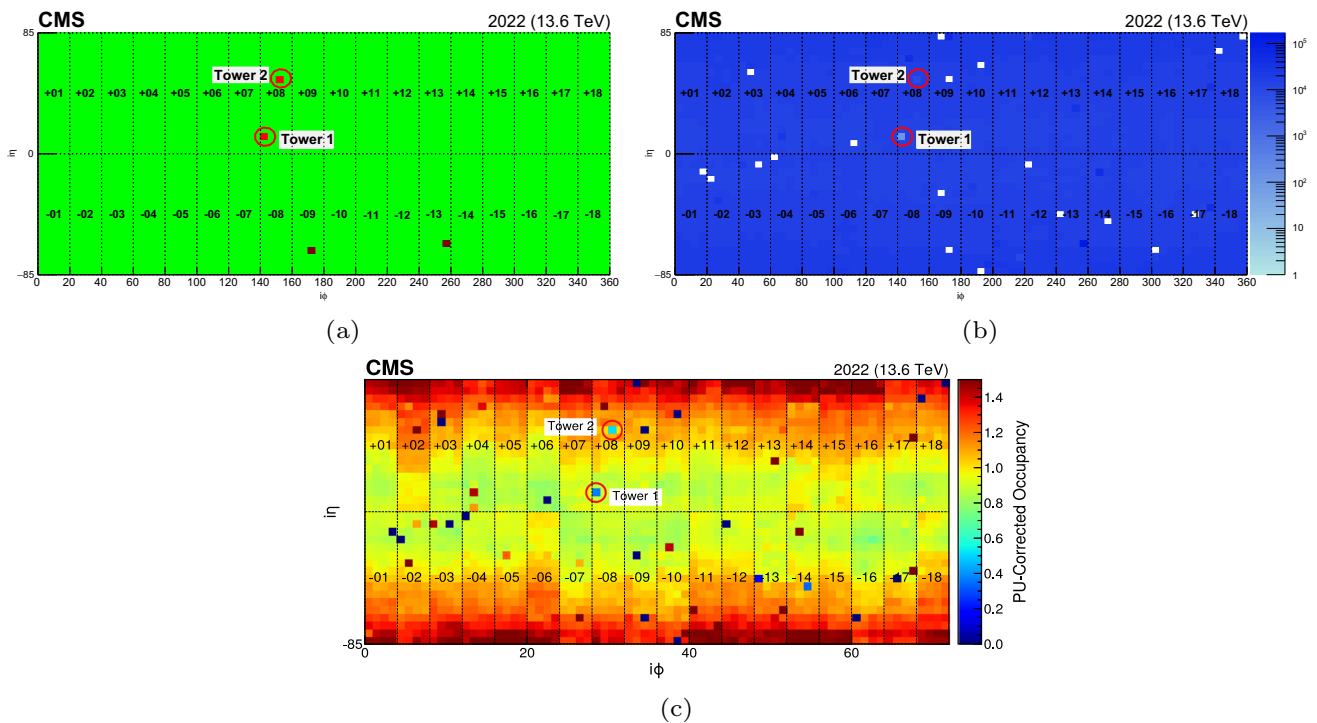 CMS 2022 (13.6 TeV)
85
Tower 2
+01 +02 +03 +04 +05 +06 +07 +08 +09 +10 +11 +12 +13 +14 +15 +16 +17 +18
Tower 1
iη 0
-01 -02 -03 -04 -05 -06 -07 -08 -09 -10 -11 -12 -13 -14 -15 -16 -17 -18
−85
0 20 40 60 80 100 120 140 160 180 200 220 240 260 280 300 320 340 360
iφ
(a)
CMS 2022 (13.6 TeV)
85
10⁵
Tower 2
10⁴
+01 +02 +03 +04 +05 +06 +07 +08 +09 +10 +11 +12 +13 +14 +15 +16 +17 +18
Tower 1
10³
iη 0
10²
-01 -02 -03 -04 -05 -06 -07 -08 -09 -10 -11 -12 -13 -14 -15 -16 -17 -18
10
−85
1
0 20 40 60 80 100 120 140 160 180 200 220 240 260 280 300 320 340 360
iφ
(b)
CMS 2022 (13.6 TeV)
1.4
Tower 2
1.2
+01 +02 +03 +04 +05 +06 +07 +08 +09 +10 +11 +12 +13 +14 +15 +16 +17 +18
1.0
Tower 1
0.8
iη
PU-Corrected Occupancy
0.6
-01 -02 -03 -04 -05 -06 -07 -08 -09 -10 -11 -12 -13 -14 -15 -16 -17 -18
0.4
0.2
-85
0.0
0 20 40 60
iφ
(c)